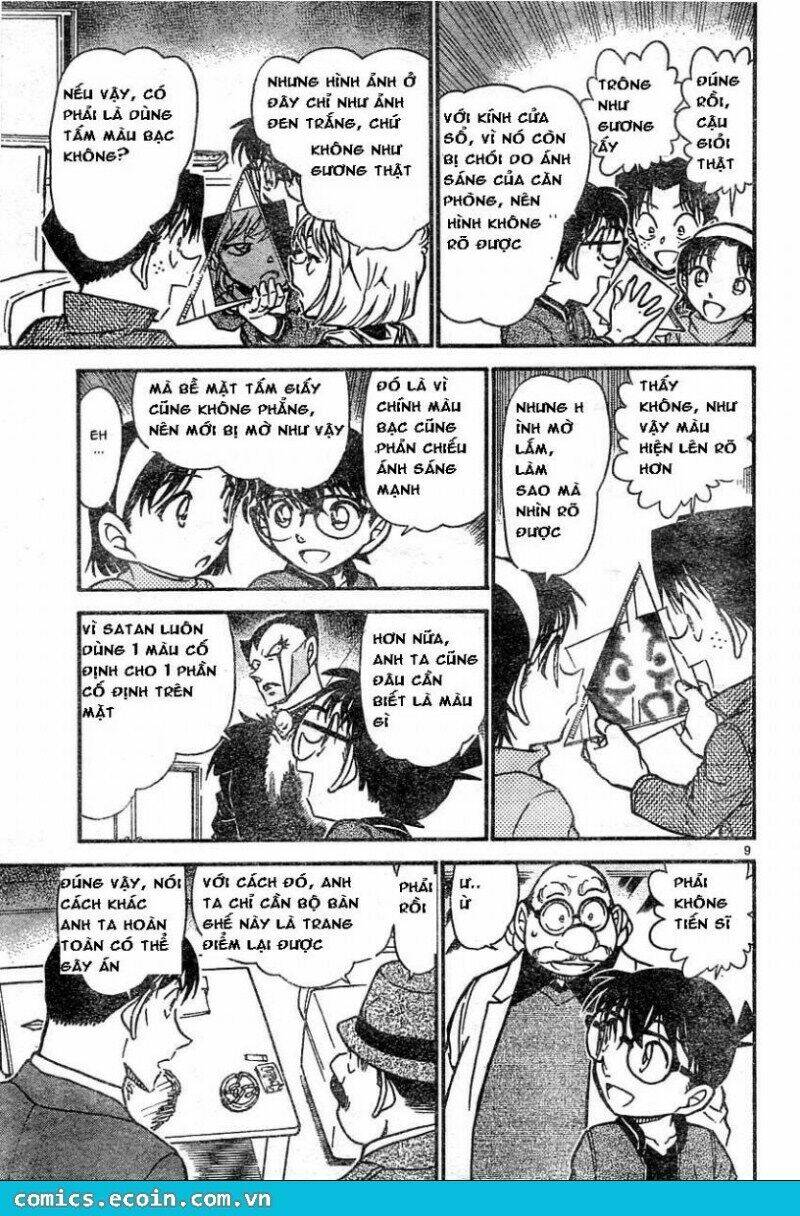 ĐÚNG
RỒI,
CẬU
GIỎI
THẬT
TRÔNG
NHƯ
GƯƠNG
ẤY
VỚI KÍNH CỬA
SỔ, VÌ NÓ CÒN
BỊ CHÓI DO ÁNH
SÁNG CỦA CĂN
PHÒNG, NÊN
HÌNH KHÔNG
RÕ ĐƯỢC
NHƯNG HÌNH ẢNH Ở
ĐÂY CHỈ NHƯ ẢNH
ĐEN TRẮNG, CHỨ
KHÔNG NHƯ
GƯƠNG THẬT
NẾU VẬY, CÓ
PHẢI LÀ DÙNG
TẤM MÀU BẠC
KHÔNG?
THẤY
KHÔNG, NHƯ
VẬY MÀU
HIỆN LÊN RÕ
HƠN
NHƯNG H
ÌNH MỜ
LẮM,
LÀM
SAO MÀ
NHÌN RÕ
ĐƯỢC
ĐÓ LÀ VÌ
CHÍNH MÀU
BẠC CŨNG
PHẢN CHIẾU
ÁNH SÁNG
MẠNH
MÀ BỀ MẶT TẤM GIẤY
CŨNG KHÔNG PHẲNG,
NÊN MỚI BỊ MỜ NHƯ VẬY
EH
...
HƠN NỮA,
ANH TA CŨNG
ĐÂU CẦN
BIẾT LÀ MÀU
GÌ
VÌ SATAN LUÔN
DÙNG 1 MÀU CỐ
ĐỊNH CHO 1 PHẦN
CỐ ĐỊNH TRÊN
MẶT
9
PHẢI
KHÔNG
TIẾN SĨ
Ư..
Ừ
PHẢI
RỒI
VỚI CÁCH ĐÓ, ANH
TA CHỈ CẦN BỘ BÀN
GHẾ NÀY LÀ TRANG
ĐIỂM LẠI ĐƯỢC
ĐÚNG VẬY, NÓI
CÁCH KHÁC
ANH TA HOÀN
TOÀN CÓ THỂ
GÂY ÁN
comics.ecoin.com.vn